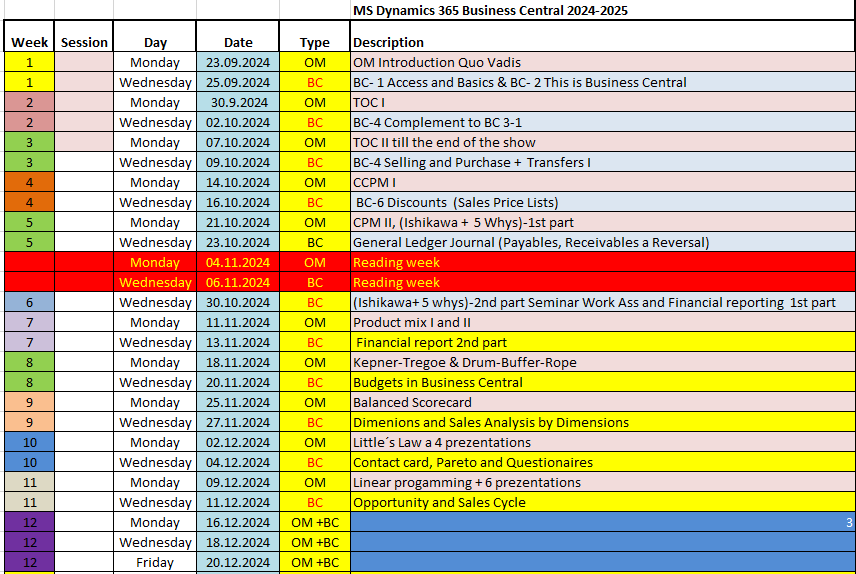 MS Dynamics 365 Business Central 2024-2025
Week Session Day Date Type Description
1 Monday 23.09.2024 OM OM Introduction Quo Vadis
1 Wednesday 25.09.2024 BC BC- 1 Access and Basics & BC- 2 This is Business Central
2 Monday 30.9.2024 OM TOC I
2 Wednesday 02.10.2024 BC BC-4 Complement to BC 3-1
3 Monday 07.10.2024 OM TOC II till the end of the show
3 Wednesday 09.10.2024 BC BC-4 Selling and Purchase + Transfers I
4 Monday 14.10.2024 OM CCPM I
4 Wednesday 16.10.2024 BC BC-6 Discounts (Sales Price Lists)
5 Monday 21.10.2024 OM CPM II, (Ishikawa + 5 Whys)-1st part
5 Wednesday 23.10.2024 BC General Ledger Journal (Payables, Receivables a Reversal)
Monday 04.11.2024 OM Reading week
Wednesday 06.11.2024 BC Reading week
6 Wednesday 30.10.2024 BC (Ishikawa+ 5 whys)-2nd part Seminar Work Ass and Financial reporting 1st part
7 Monday 11.11.2024 OM Product mix I and II
7 Wednesday 13.11.2024 BC Financial report 2nd part
8 Monday 18.11.2024 OM Kepner-Tregoe & Drum-Buffer-Rope
8 Wednesday 20.11.2024 BC Budgets in Business Central
9 Monday 25.11.2024 OM Balanced Scorecard
9 Wednesday 27.11.2024 BC Dimenions and Sales Analysis by Dimensions
10 Monday 02.12.2024 OM Little´s Law a 4 prezentations
10 Wednesday 04.12.2024 BC Contact card, Pareto and Questionaires
11 Monday 09.12.2024 OM Linear progamming + 6 prezentations
11 Wednesday 11.12.2024 BC Opportunity and Sales Cycle
12 Monday 16.12.2024 OM +BC 3
12 Wednesday 18.12.2024 OM +BC
12 Friday 20.12.2024 OM +BC